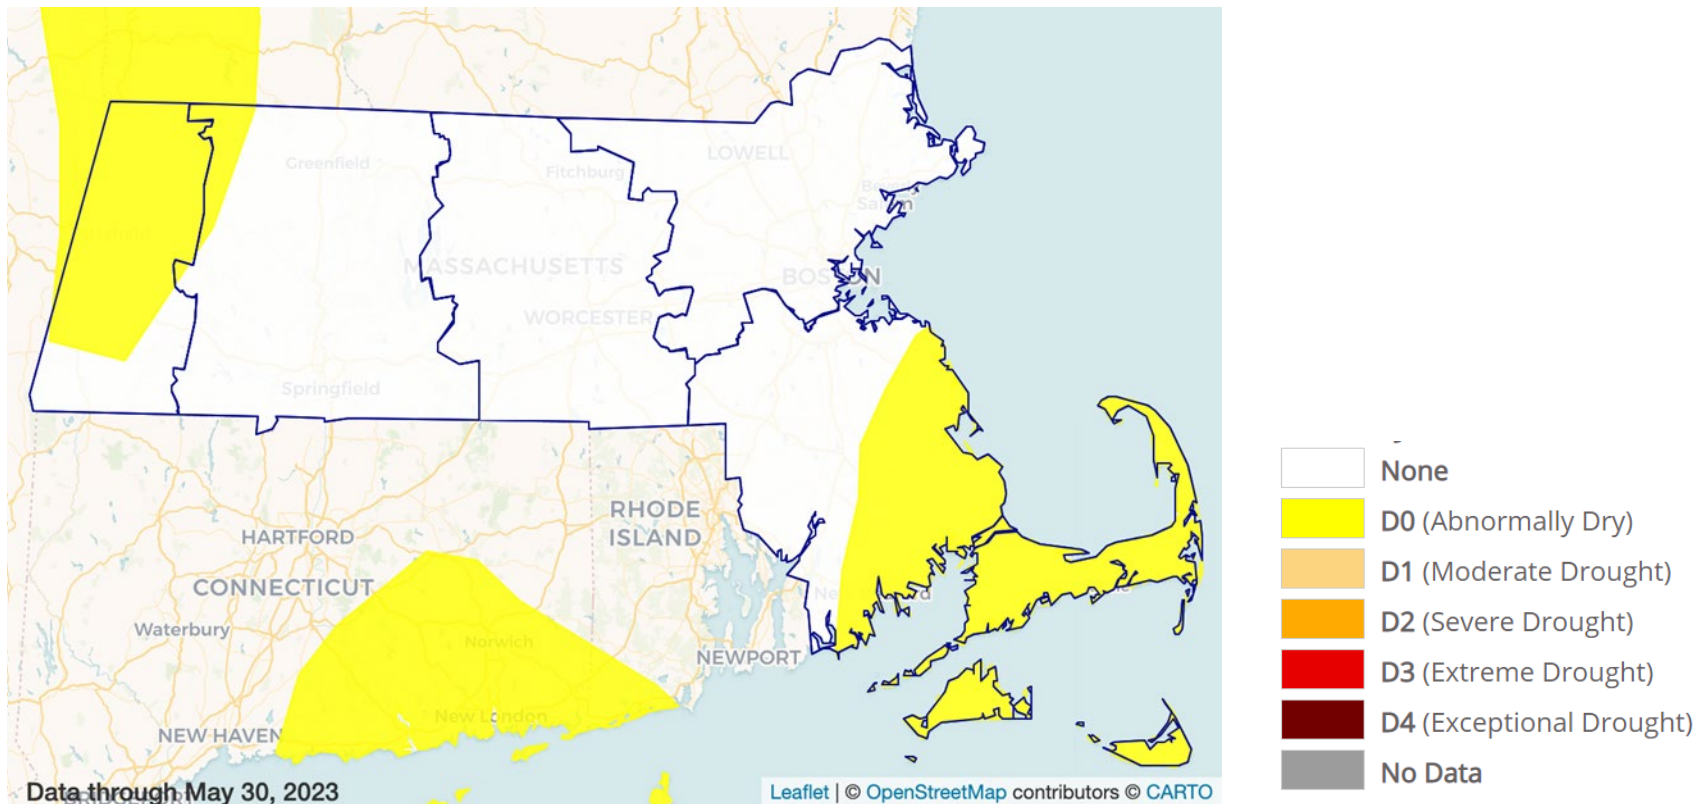 Greenfield
LOWELL
Fitchburg
Salem
MASSACHUSETTS
BOSTON
WORCESTER
Springfield
RHODE
ISLAND
HARTFORD
CONNECTICUT
Waterbury
Norwich
NEWPORT
New London
NEW HAVEN
Data through May 30, 2023
BRIDGEPORT
Leaflet | © OpenStreetMap contributors © CARTO
None
D0 (Abnormally Dry)
D1 (Moderate Drought)
D2 (Severe Drought)
D3 (Extreme Drought)
D4 (Exceptional Drought)
No Data